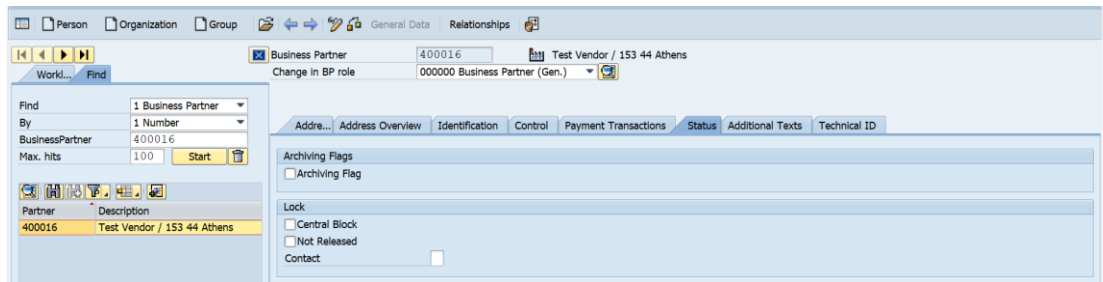 Person Organization Group General Data Relationships
Business Partner 400016 Test Vendor / 153 44 Athens
Workl... Find
Change in BP role 000000 Business Partner (Gen.)
Find 1 Business Partner
By 1 Number
BusinessPartner 400016
Max. hits 100 Start
Partner Description
400016 Test Vendor / 153 44 Athens
Addre... Address Overview Identification Control Payment Transactions Status Additional Texts Technical ID
Archiving Flags
Archiving Flag
Lock
Central Block
Not Released
Contact